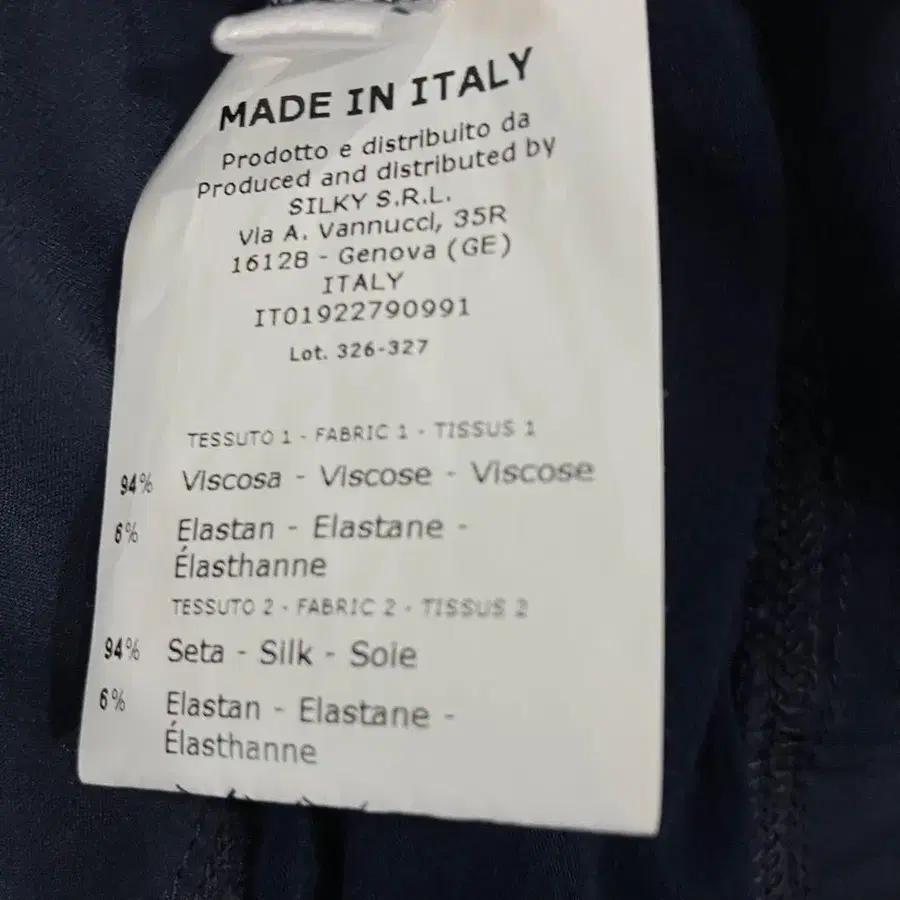 MADE IN ITALY
Prodotto e distribuito da
Produced and distributed by
SILKY S.R.L.
Via A. Vannucci, 35R
16128 - Genova (GE)
ITALY
IT01922790991
Lot. 326-327
TESSUTO 1 - FABRIC 1 - TISSUS 1
94% Viscosa - Viscose - Viscose
6% Elastan - Elastane -
Élasthanne
TESSUTO 2 - FABRIC 2 - TISSUS 2
94% Seta - Silk - Soie
6% Elastan - Elastane -
Élasthanne